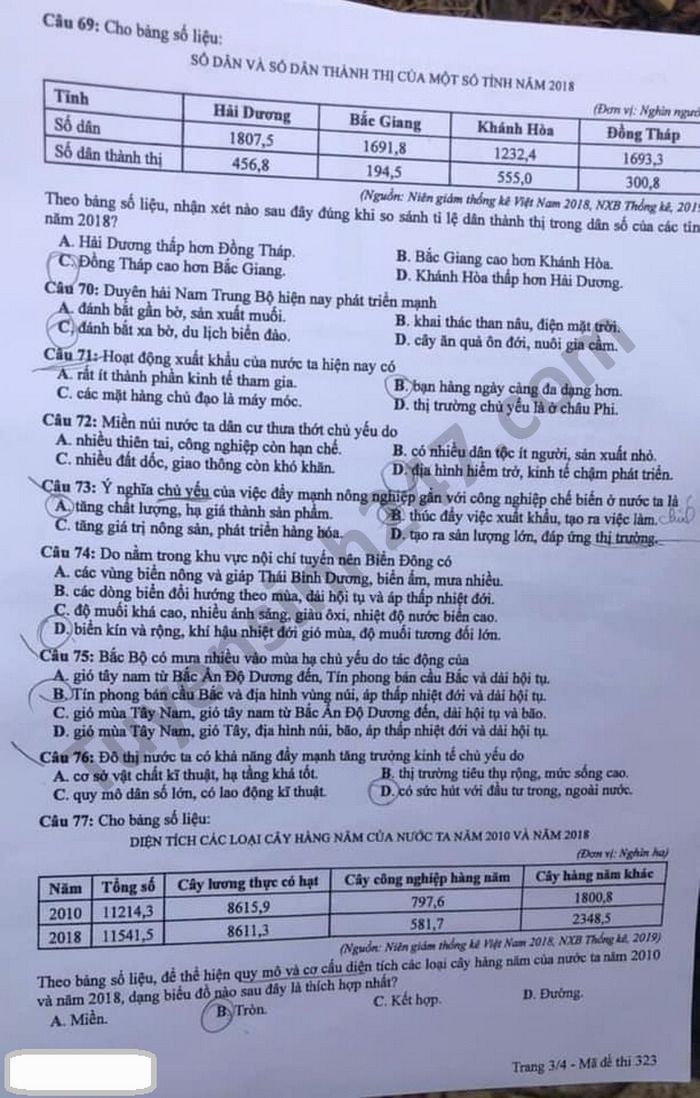 Câu 69: Cho bảng số liệu:
SỐ DÂN VÀ SỐ DÂN THÀNH THỊ CỦA MỘT SỐ TỈNH NĂM 2018
(Đơn vị: Nghìn ngườ
Tỉnh Hải Dương Bắc Giang Khánh Hòa Đồng Tháp
Số dân 1807,5 1691,8 1232,4 1693,3
Số dân thành thị 456,8 194,5 555,0 300,8
(Nguồn: Niên giám thống kê Việt Nam 2018, NXB Thống kê, 201
Theo bảng số liệu, nhận xét nào sau đây đúng khi so sánh tỉ lệ dân thành thị trong dân số của các tỉn
năm 2018?
A. Hải Dương thấp hơn Đồng Tháp. B. Bắc Giang cao hơn Khánh Hòa.
C. Đồng Tháp cao hơn Bắc Giang. D. Khánh Hòa thấp hơn Hải Dương.
Câu 70: Duyên hải Nam Trung Bộ hiện nay phát triển mạnh
A. đánh bắt gần bờ, sản xuất muối. B. khai thác than nâu, điện mặt trời.
C. đánh bắt xa bờ, du lịch biển đảo. D. cây ăn quả ôn đới, nuôi gia cầm.
Câu 71: Hoạt động xuất khẩu của nước ta hiện nay có
A. rất ít thành phần kinh tế tham gia. B. bạn hàng ngày càng đa dạng hơn.
C. các mặt hàng chủ đạo là máy móc. D. thị trường chủ yếu là ở châu Phi.
Câu 72: Miền núi nước ta dân cư thưa thớt chủ yếu do
A. nhiều thiên tai, công nghiệp còn hạn chế. B. có nhiều dân tộc ít người, sản xuất nhỏ.
C. nhiều đất dốc, giao thông còn khó khăn. D. địa hình hiểm trở, kinh tế chậm phát triển.
Câu 73: Ý nghĩa chủ yếu của việc đẩy mạnh nông nghiệp gắn với công nghiệp chế biến ở nước ta là
A. tăng chất lượng, hạ giá thành sản phẩm. B. thúc đẩy việc xuất khẩu, tạo ra việc làm.
C. tăng giá trị nông sản, phát triển hàng hóa. D. tạo ra sản lượng lớn, đáp ứng thị trường.
Câu 74: Do nằm trong khu vực nội chí tuyến nên Biển Đông có
A. các vùng biển nông và giáp Thái Bình Dương, biển ấm, mưa nhiều.
B. các dòng biển đổi hướng theo mùa, dải hội tụ và áp thấp nhiệt đới.
C. độ muối khá cao, nhiều ánh sáng, giàu ôxi, nhiệt độ nước biển cao.
D. biển kín và rộng, khí hậu nhiệt đới gió mùa, độ muối tương đối lớn.
Câu 75: Bắc Bộ có mưa nhiều vào mùa hạ chủ yếu do tác động của
A. gió tây nam từ Bắc Ấn Độ Dương đến, Tín phong bán cầu Bắc và dải hội tụ.
B. Tín phong bán cầu Bắc và địa hình vùng núi, áp thấp nhiệt đới và dải hội tụ.
C. gió mùa Tây Nam, gió tây nam từ Bắc Ấn Độ Dương đến, dải hội tụ và bão.
D. gió mùa Tây Nam, gió Tây, địa hình núi, bão, áp thấp nhiệt đới và dải hội tụ.
Câu 76: Đô thị nước ta có khả năng đẩy mạnh tăng trưởng kinh tế chủ yếu do
A. cơ sở vật chất kĩ thuật, hạ tầng khá tốt. B. thị trường tiêu thụ rộng, mức sống cao.
C. quy mô dân số lớn, có lao động kĩ thuật. D. có sức hút với đầu tư trong, ngoài nước.
Câu 77: Cho bảng số liệu:
DIỆN TÍCH CÁC LOẠI CÂY HÀNG NĂM CỦA NƯỚC TA NĂM 2010 VÀ NĂM 2018
(Đơn vị: Nghìn ha)
Năm Tổng số Cây lương thực có hạt Cây công nghiệp hàng năm Cây hàng năm khác
2010 11214,3 8615,9 797,6 1800,8
2018 11541,5 8611,3 581,7 2348,5
(Nguồn: Niên giám thống kê Việt Nam 2018, NXB Thống kê, 2019)
Theo bảng số liệu, để thể hiện quy mô và cơ cấu diện tích các loại cây hàng năm của nước ta năm 2010
và năm 2018, dạng biểu đồ nào sau đây là thích hợp nhất?
A. Miền. B. Tròn. C. Kết hợp. D. Đường.
Trang 3/4 - Mã đề thi 323
Tuyensinh247.com